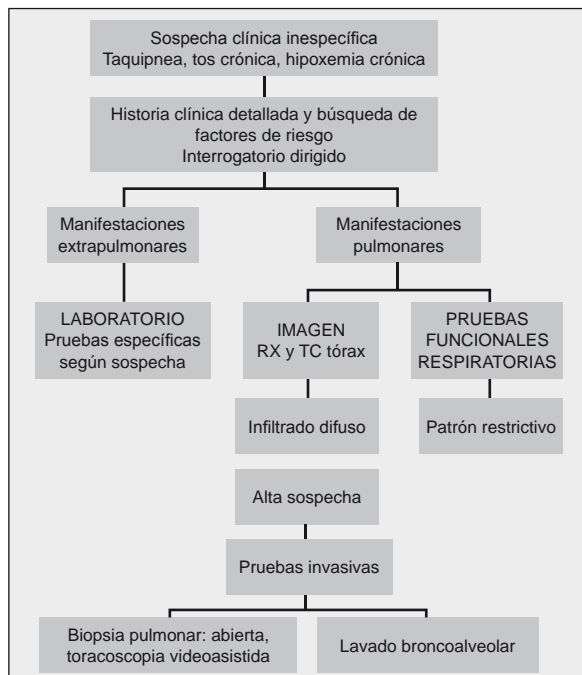 Sospecha clínica inespecífica
Taquipnea, tos crónica, hipoxemia crónica
Historia clínica detallada y búsqueda de
factores de riesgo
Interrogatorio dirigido
Manifestaciones
extrapulmonares
Manifestaciones
pulmonares
LABORATORIO
Pruebas específicas
según sospecha
IMAGEN
RX y TC tórax
PRUEBAS
FUNCIONALES
RESPIRATORIAS
Infiltrado difuso
Patrón restrictivo
Alta sospecha
Pruebas invasivas
Biopsia pulmonar: abierta,
toracoscopia videoasistida
Lavado broncoalveolar